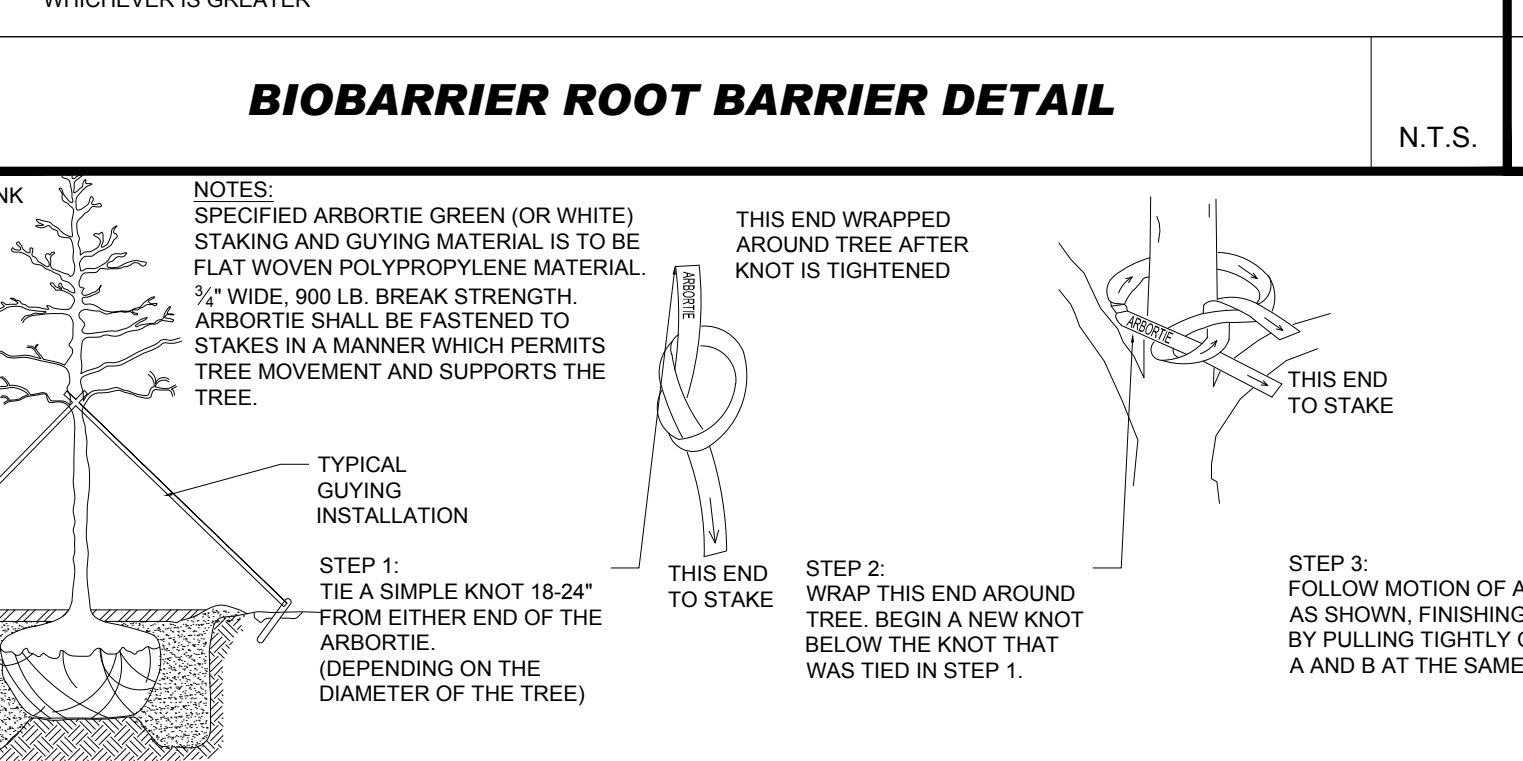 WHICHEVER IS GREATER
BIOBARRIER ROOT BARRIER DETAIL
N.T.S.
NOTES:
SPECIFIED ARBORTIE GREEN (OR WHITE)
STAKING AND GUYING MATERIAL IS TO BE
FLAT WOVEN POLYPROPYLENE MATERIAL.
¾" WIDE, 900 LB. BREAK STRENGTH.
ARBORTIE SHALL BE FASTENED TO
STAKES IN A MANNER WHICH PERMITS
TREE MOVEMENT AND SUPPORTS THE
TREE.
TYPICAL
GUYING
INSTALLATION
STEP 1:
TIE A SIMPLE KNOT 18-24"
FROM EITHER END OF THE
ARBORTIE.
(DEPENDING ON THE
DIAMETER OF THE TREE)
ARBORTIE
THIS END
TO STAKE
THIS END WRAPPED
AROUND TREE AFTER
KNOT IS TIGHTENED
STEP 2:
WRAP THIS END AROUND
TREE. BEGIN A NEW KNOT
BELOW THE KNOT THAT
WAS TIED IN STEP 1.
ARBORTIE
THIS END
TO STAKE
STEP 3:
FOLLOW MOTION OF A
AS SHOWN, FINISHING
BY PULLING TIGHTLY
A AND B AT THE SAME